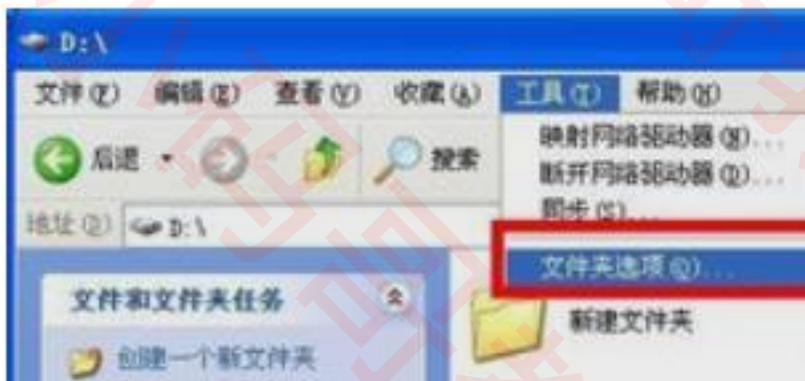 D:\
文件(F) 编辑(E) 查看(V) 收藏(A) 工具(T) 帮助(H)
映射网络驱动器(N)...
断开网络驱动器(D)...
同步(S)...
文件夹选项(O)...
后退 搜索
地址(D) D:\
文件和文件夹任务
创建一个新文件夹
新建文件夹